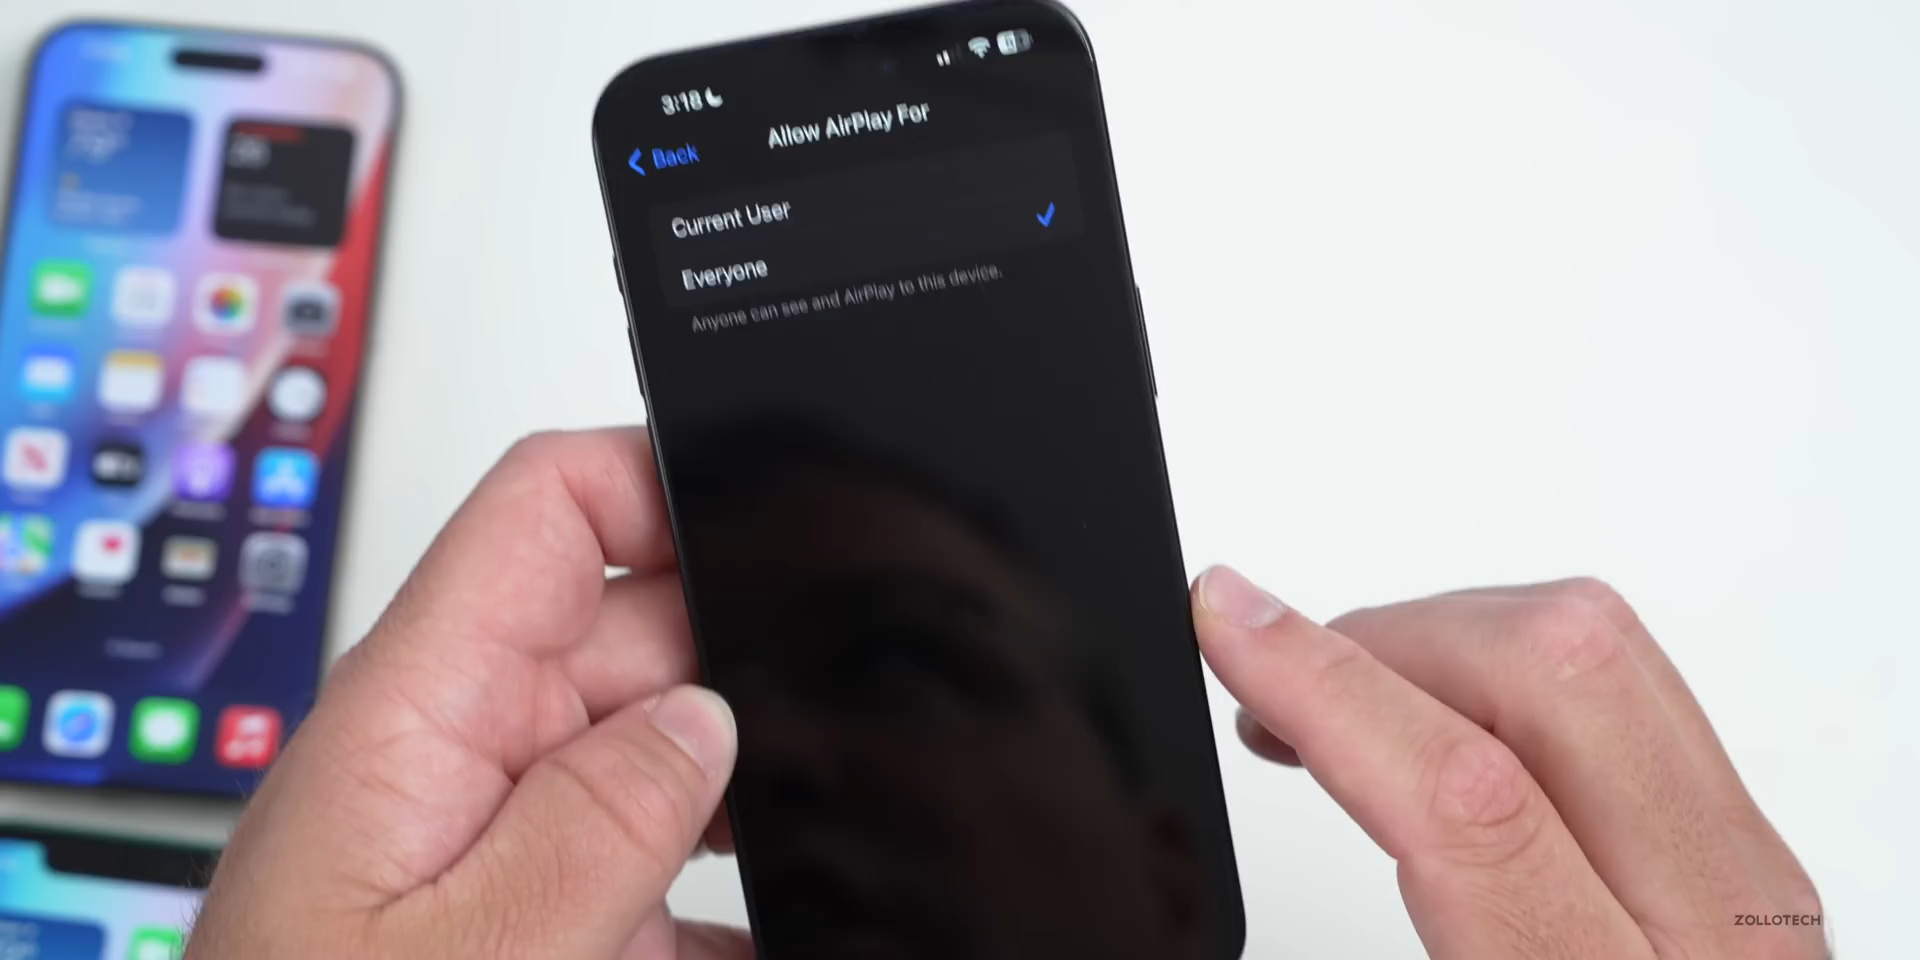 3:18
Allow AirPlay For
Back
Current User
Everyone
Anyone can see and AirPlay to this device.
ZOLLOTECH